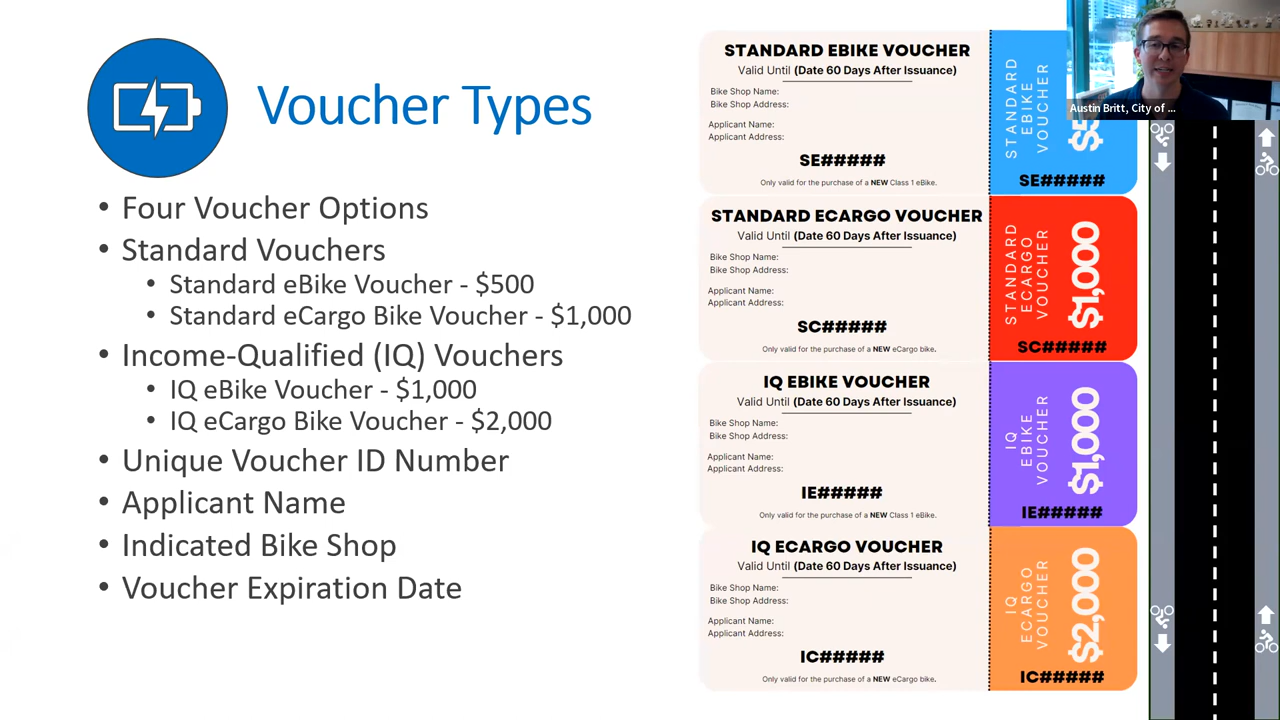 Voucher Types
• Four Voucher Options
• Standard Vouchers
• Standard eBike Voucher - $500
• Standard eCargo Bike Voucher - $1,000
• Income-Qualified (IQ) Vouchers
• IQ eBike Voucher - $1,000
• IQ eCargo Bike Voucher - $2,000
• Unique Voucher ID Number
• Applicant Name
• Indicated Bike Shop
• Voucher Expiration Date
STANDARD EBIKE VOUCHER
Valid Until (Date 60 Days After Issuance)
Bike Shop Name:
Bike Shop Address:
Applicant Name:
Applicant Address:
SE#####
Only valid for the purchase of a NEW Class 1 eBike.
STANDARD
EBIKE
VOUCHER
SE#####
STANDARD ECARGO VOUCHER
Valid Until (Date 60 Days After Issuance)
Bike Shop Name:
Bike Shop Address:
Applicant Name:
Applicant Address:
SC#####
Only valid for the purchase of a NEW eCargo bike.
STANDARD
ECARGO
VOUCHER
$1,000
SC#####
IQ EBIKE VOUCHER
Valid Until (Date 60 Days After Issuance)
Bike Shop Name:
Bike Shop Address:
Applicant Name:
Applicant Address:
IE#####
Only valid for the purchase of a NEW Class 1 eBike.
IQ
EBIKE
VOUCHER
$1,000
IE#####
IQ ECARGO VOUCHER
Valid Until (Date 60 Days After Issuance)
Bike Shop Name:
Bike Shop Address:
Applicant Name:
Applicant Address:
IC#####
Only valid for the purchase of a NEW eCargo bike.
IQ
ECARGO
VOUCHER
$2,000
IC#####
Austin Britt, City of ...